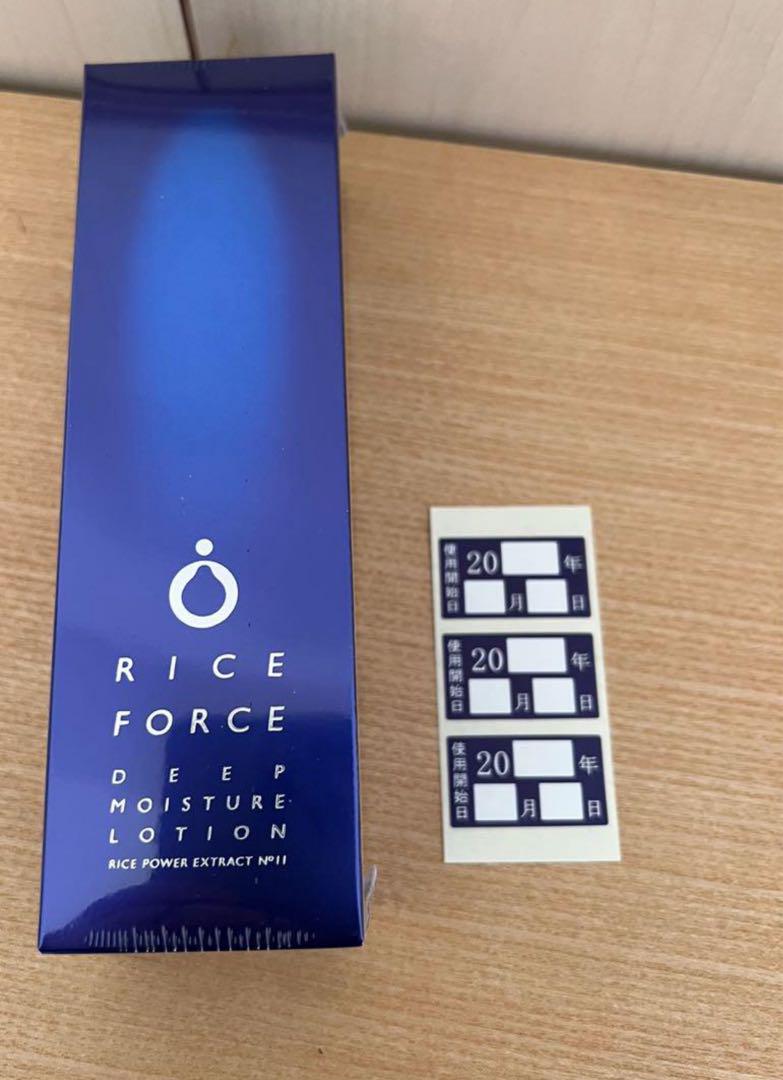 RICE
FORCE
DEEP
MOISTURE
LOTION
RICE POWER EXTRACT Nº11
使用開始日
20 年
月 日
使用開始日
20 年
月 日
使用開始日
20 年
月 日